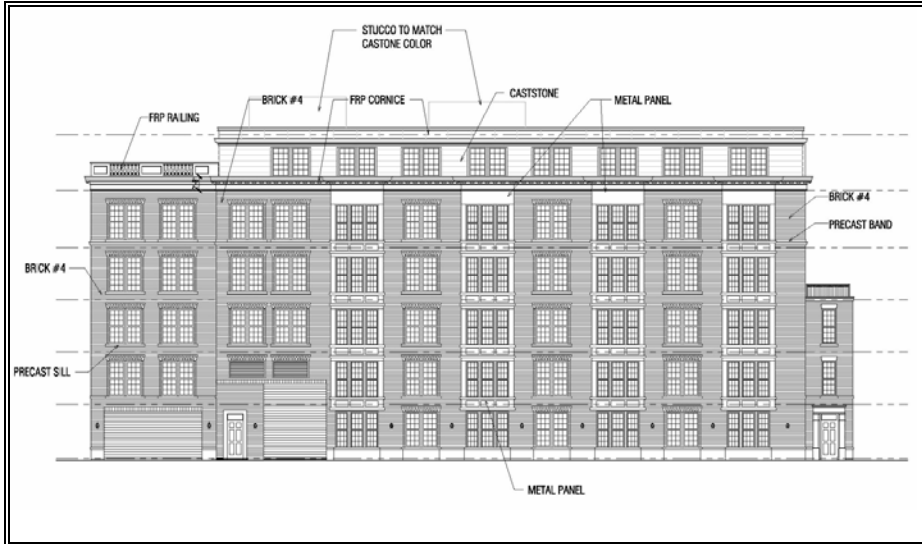 STUCCO TO MATCH
CASTONE COLOR
BRICK #4
FRP CORNICE
CASTSTONE
METAL PANEL
FRP RAILING
BRICK #4
PRECAST BAND
BRICK #4
PRECAST SILL
METAL PANEL